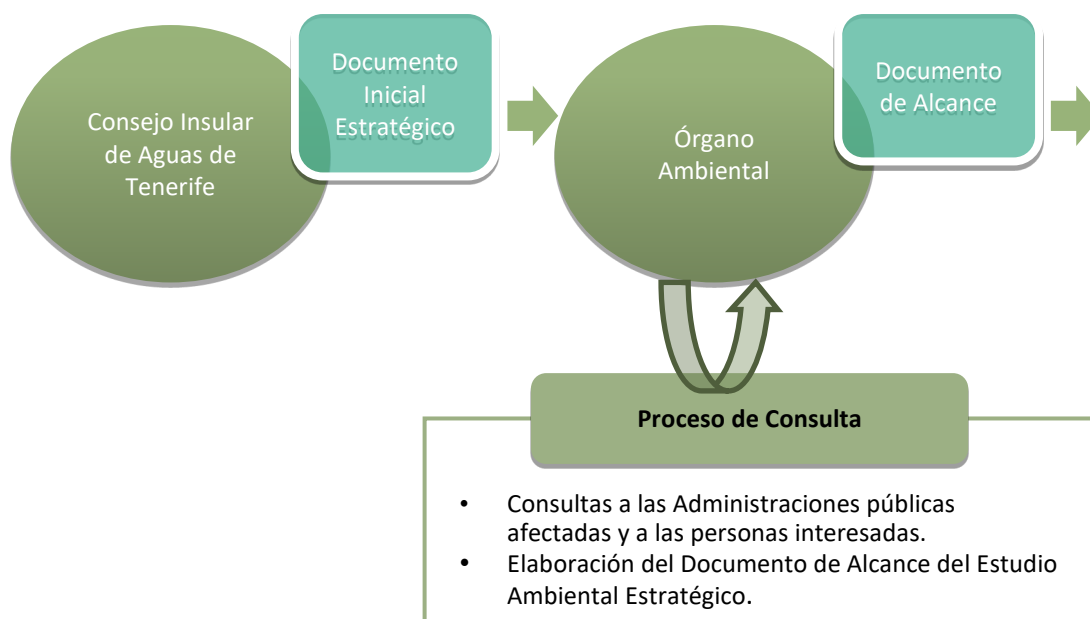 Consejo Insular
de Aguas de
Tenerife
Documento
Inicial
Estratégico
Órgano
Ambiental
Documento
de Alcance
Proceso de Consulta
• Consultas a las Administraciones públicas
afectadas y a las personas interesadas.
• Elaboración del Documento de Alcance del Estudio
Ambiental Estratégico.